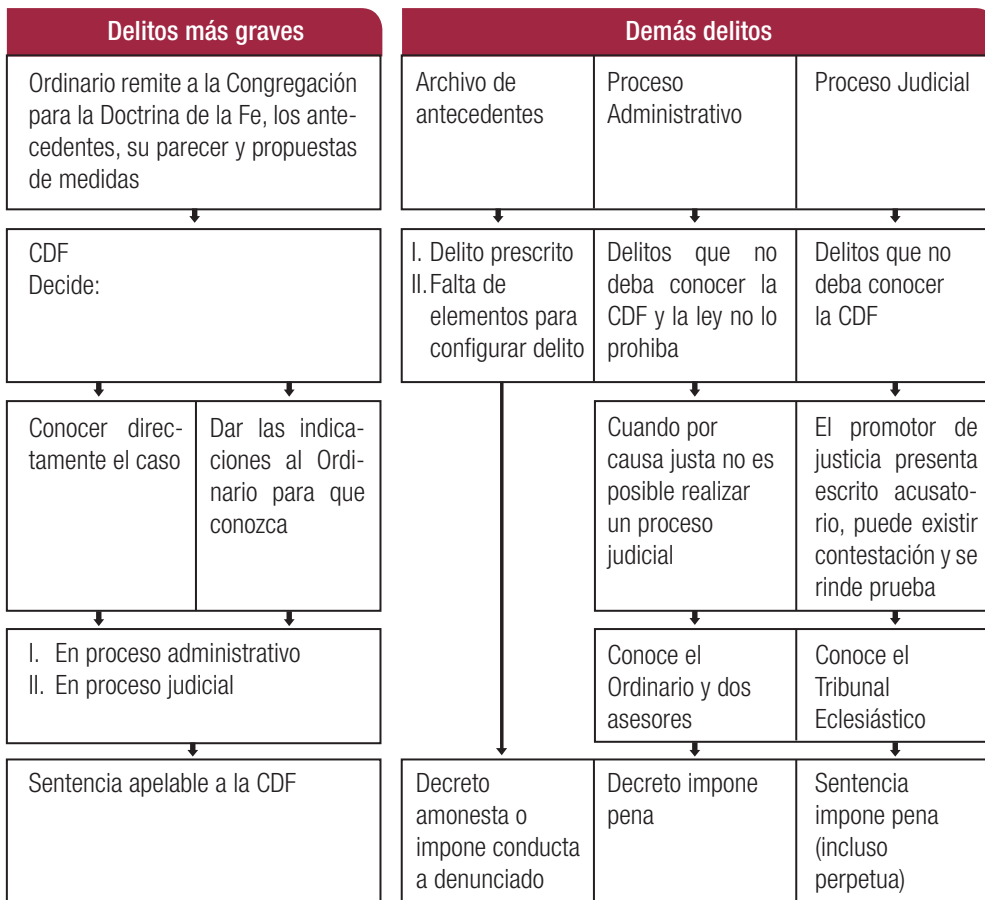 Delitos más graves
Ordinario remite a la Congregación
para la Doctrina de la Fe, los ante-
cedentes, su parecer y propuestas
de medidas
CDF
Decide:
Conocer direc-
tamente el caso
Dar las indica-
ciones al Ordi-
nario para que
conozca
I. En proceso administrativo
II. En proceso judicial
Sentencia apelable a la CDF
Demás delitos
Archivo de
antecedentes
I. Delito prescrito
II. Falta de
elementos para
configurar delito
Decreto
amonesta o
impone conducta
a denunciado
Proceso
Administrativo
Delitos que no
deba conocer la
CDF y la ley no lo
prohiba
Cuando por
causa justa no es
posible realizar
un proceso
judicial
Conoce el
Ordinario y dos
asesores
Decreto impone
pena
Proceso Judicial
Delitos que no
deba conocer
la CDF
El promotor de
justicia presenta
escrito acusato-
rio, puede existir
contestación y se
rinde prueba
Conoce el
Tribunal
Eclesiástico
Sentencia
impone pena
(incluso
perpetua)